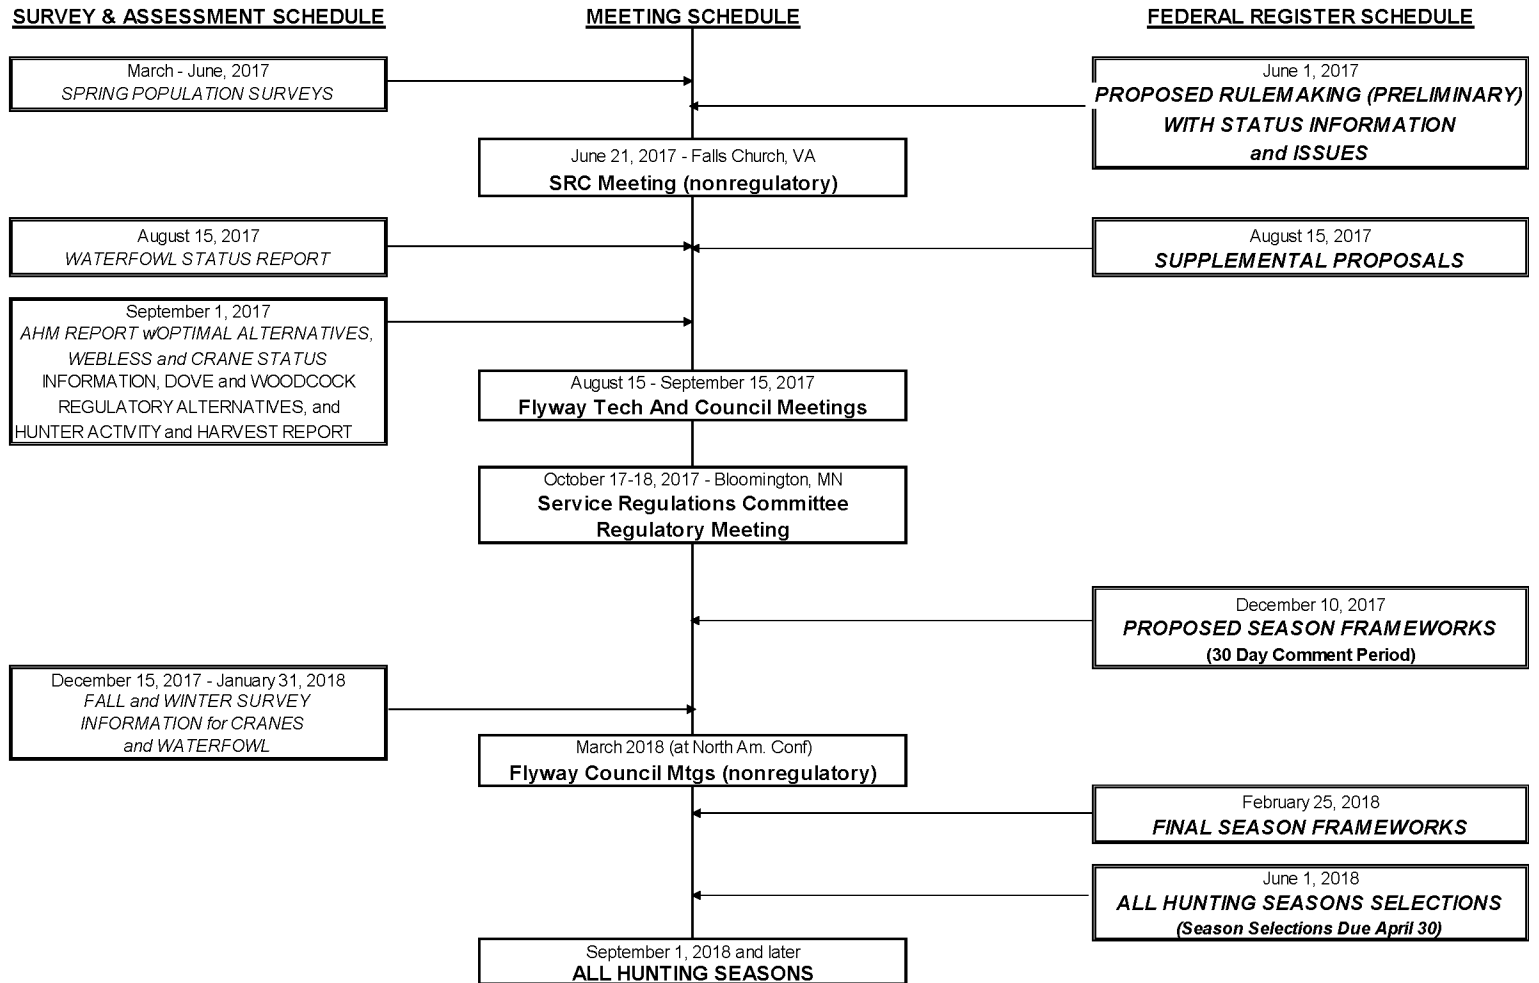 SURVEY & ASSESSMENT SCHEDULE
March - June, 2017
SPRING POPULATION SURVEYS
August 15, 2017
WATERFOWL STATUS REPORT
September 1, 2017
AHM REPORT w/OPTIMAL ALTERNATIVES,
WEBLESS and CRANE STATUS
INFORMATION, DOVE and WOODCOCK
REGULATORY ALTERNATIVES, and
HUNTER ACTIVITY and HARVEST REPORT
December 15, 2017 - January 31, 2018
FALL and WINTER SURVEY
INFORMATION for CRANES
and WATERFOWL
MEETING SCHEDULE
June 21, 2017 - Falls Church, VA
SRC Meeting (nonregulatory)
August 15 - September 15, 2017
Flyway Tech And Council Meetings
October 17-18, 2017 - Bloomington, MN
Service Regulations Committee
Regulatory Meeting
March 2018 (at North Am. Conf)
Flyway Council Mtgs (nonregulatory)
September 1, 2018 and later
ALL HUNTING SEASONS
FEDERAL REGISTER SCHEDULE
June 1, 2017
PROPOSED RULEMAKING (PRELIMINARY)
WITH STATUS INFORMATION
and ISSUES
August 15, 2017
SUPPLEMENTAL PROPOSALS
December 10, 2017
PROPOSED SEASON FRAMEWORKS
(30 Day Comment Period)
February 25, 2018
FINAL SEASON FRAMEWORKS
June 1, 2018
ALL HUNTING SEASONS SELECTIONS
(Season Selections Due April 30)